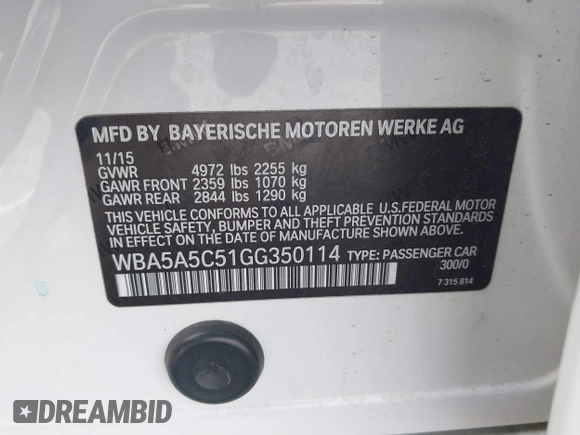 MFD BY BAYERISCHE MOTOREN WERKE AG
11/15
GVWR 4972 lbs 2255 kg
GAWR FRONT 2359 lbs 1070 kg
GAWR REAR 2844 lbs 1290 kg
THIS VEHICLE CONFORMS TO ALL APPLICABLE U.S.FEDERAL MOTOR
VEHICLE SAFETY, BUMPER, AND THEFT PREVENTION STANDARDS
IN EFFECT ON THE DATE OF MANUFACTURE SHOWN ABOVE.
WBA5A5C51GG350114 TYPE: PASSENGER CAR
300/0
7 315 814
DREAMBID